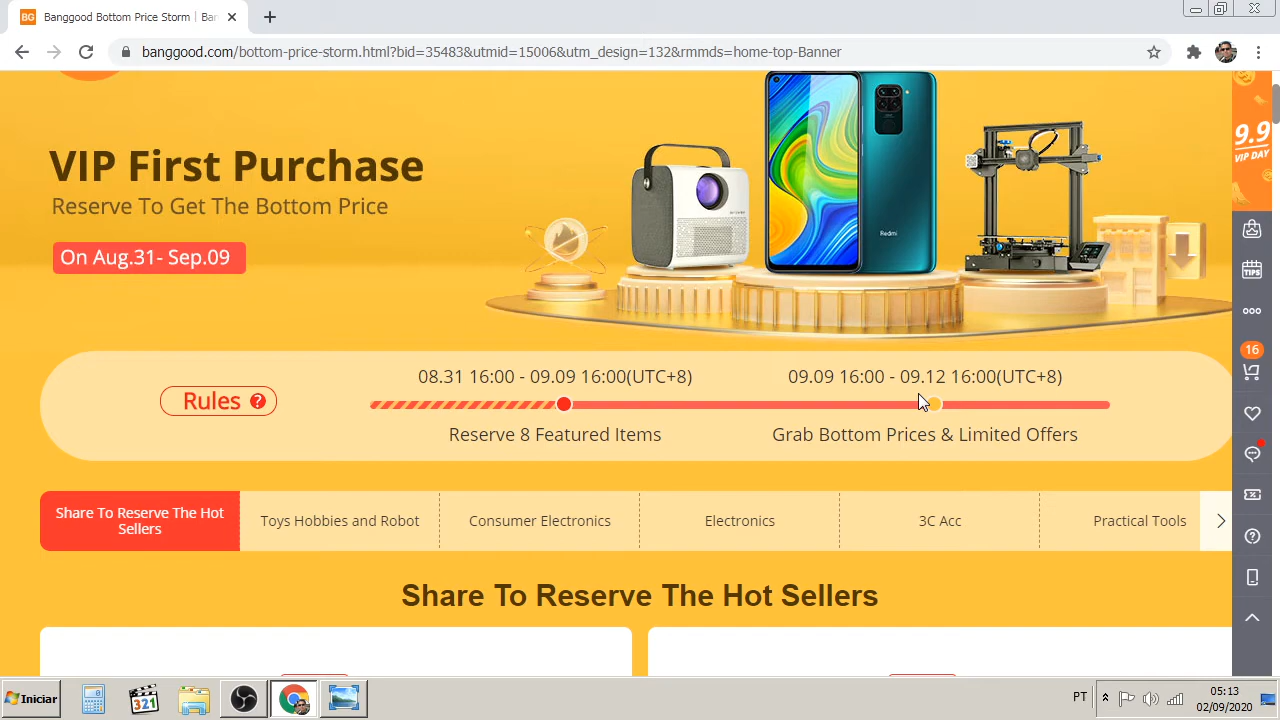 BG
Banggood Bottom Price Storm | Ban
banggood.com/bottom-price-storm.html?bid=35483&utmid=15006&utm_design=132&rmmds=home-top-Banner
VIP First Purchase
Reserve To Get The Bottom Price
On Aug.31- Sep.09
Redmi
9.9
VIP DAY
TIPS
16
08.31 16:00 - 09.09 16:00(UTC+8)
09.09 16:00 - 09.12 16:00(UTC+8)
Rules ?
Reserve 8 Featured Items
Grab Bottom Prices & Limited Offers
Share To Reserve The Hot
Sellers
Toys Hobbies and Robot
Consumer Electronics
Electronics
3C Acc
Practical Tools
Share To Reserve The Hot Sellers
Iniciar
321
PT
05:13
02/09/2020